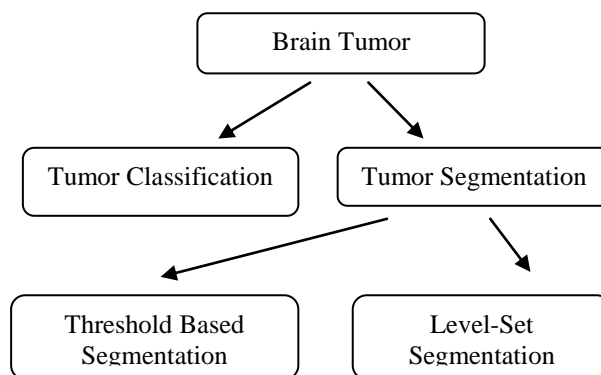 Brain Tumor
Tumor Classification
Tumor Segmentation
Threshold Based
Segmentation
Level-Set
Segmentation